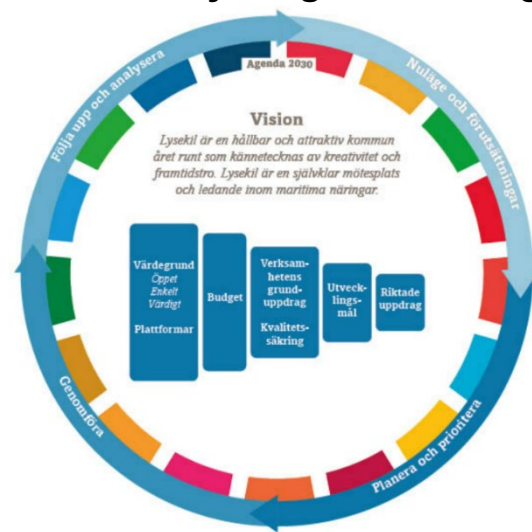 Följa upp och analysera
Agenda 2030
Nuläge och förutsättningar
Vision
Lysekil är en hållbar och attraktiv kommun
året runt som kännetecknas av kreativitet och
framtidstro. Lysekil är en självklar mötesplats
och ledande inom maritima näringar.
Värdegrund
Öppet
Enkelt
Värdigt
Plattformar
Budget
Verksam-
hetens
grund-
uppdrag
Kvalitets-
säkring
Utveck-
lings-
mål
Riktade
uppdrag
Genomföra
Planera och prioritera